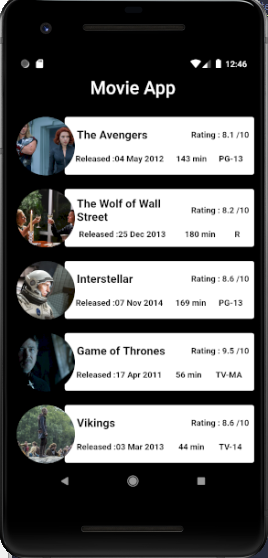 12:46
Movie App
The Avengers Rating : 8.1 /10
Released :04 May 2012 143 min PG-13
The Wolf of Wall
Street Rating : 8.2 /10
Released :25 Dec 2013 180 min R
Interstellar Rating : 8.6 /10
Released :07 Nov 2014 169 min PG-13
Game of Thrones Rating : 9.5 /10
Released :17 Apr 2011 56 min TV-MA
Vikings Rating : 8.6 /10
Released :03 Mar 2013 44 min TV-14